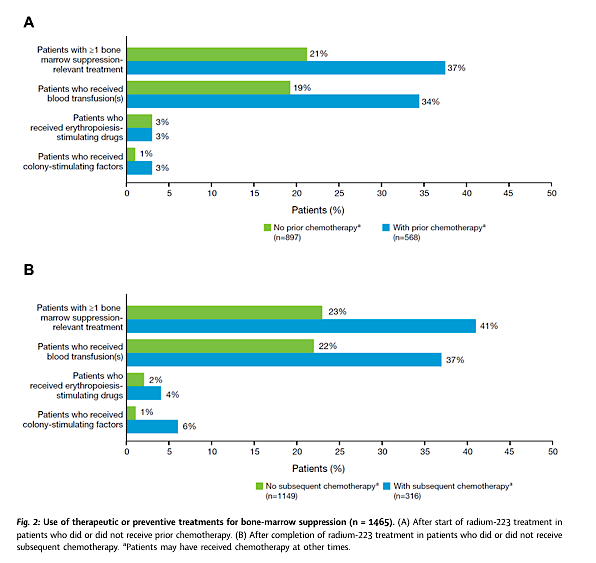 A
Patients with ≥1 bone
marrow suppression-
relevant treatment
21%
37%
Patients who received
blood transfusion(s)
19%
34%
Patients who
received erythropoiesis-
stimulating drugs
3%
3%
Patients who received
colony-stimulating factors
1%
3%
0 5 10 15 20 25 30 35 40 45 50
Patients (%)
No prior chemotherapyᵃ
(n=897)
With prior chemotherapyᵃ
(n=568)
B
Patients with ≥1 bone
marrow suppression-
relevant treatment
23%
41%
Patients who received
blood transfusion(s)
22%
37%
Patients who
received erythropoiesis-
stimulating drugs
2%
4%
Patients who received
colony-stimulating factors
1%
6%
0 5 10 15 20 25 30 35 40 45 50
Patients (%)
No subsequent chemotherapyᵃ
(n=1149)
With subsequent chemotherapyᵃ
(n=316)
Fig. 2: Use of therapeutic or preventive treatments for bone-marrow suppression (n = 1465). (A) After start of radium-223 treatment in
patients who did or did not receive prior chemotherapy. (B) After completion of radium-223 treatment in patients who did or did not receive
subsequent chemotherapy. ᵃPatients may have received chemotherapy at other times.